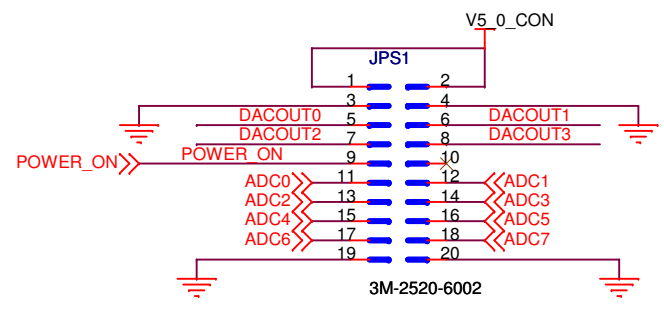 V5_0_CON
JPS1
1 2
3 4
DACOUT0 5 6 DACOUT1
DACOUT2 7 8 DACOUT3
POWER_ON POWER_ON 9 10
ADC0 11 12 ADC1
ADC2 13 14 ADC3
ADC4 15 16 ADC5
ADC6 17 18 ADC7
19 20
3M-2520-6002